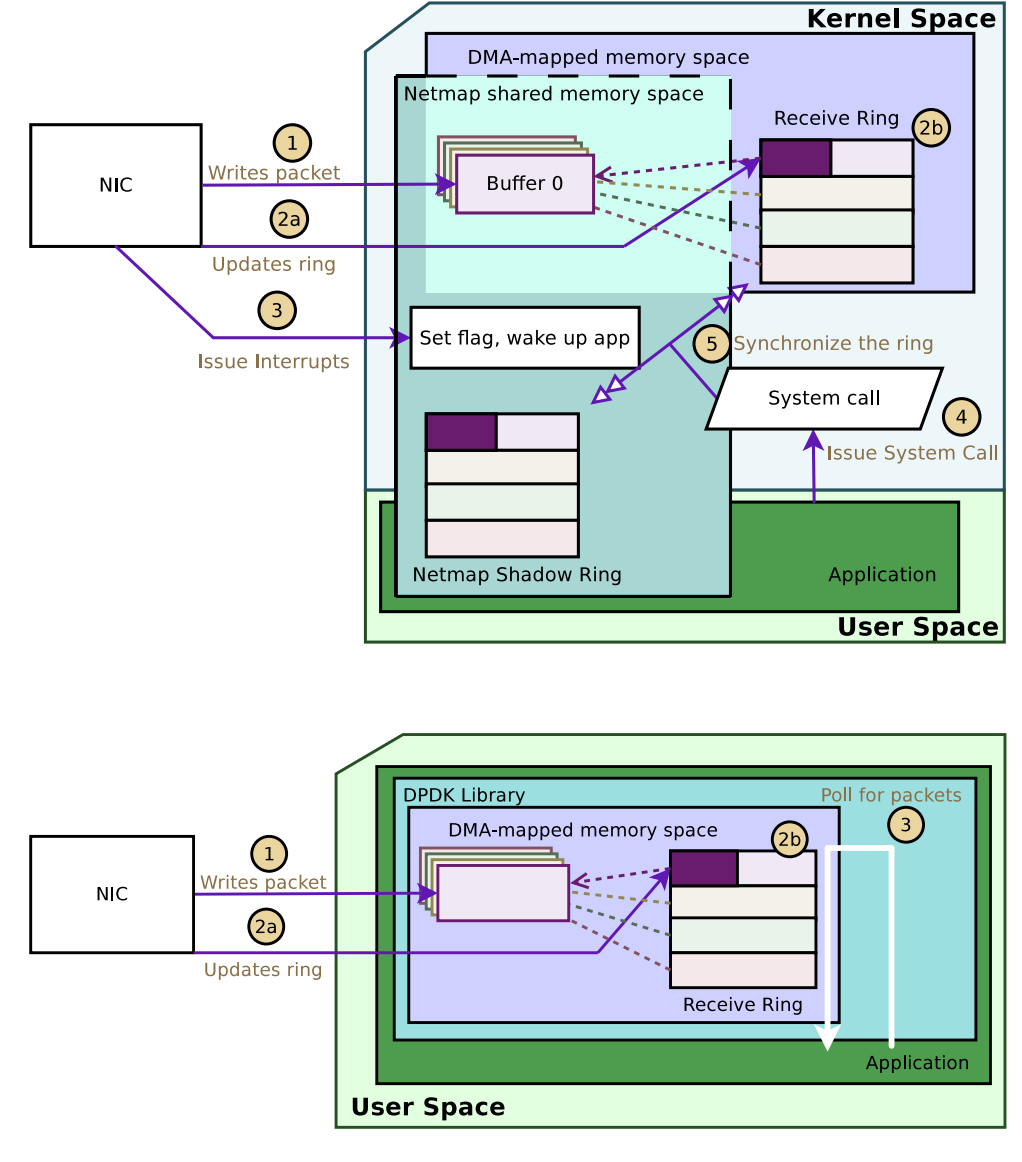 Kernel Space
DMA-mapped memory space
Netmap shared memory space
Receive Ring
2b
NIC
1
Writes packet
Buffer 0
2a
Updates ring
3
Issue Interrupts
Set flag, wake up app
5
Synchronize the ring
System call
4
Issue System Call
Netmap Shadow Ring
Application
User Space
DPDK Library
Poll for packets
3
DMA-mapped memory space
2b
NIC
1
Writes packet
2a
Updates ring
Receive Ring
Application
User Space